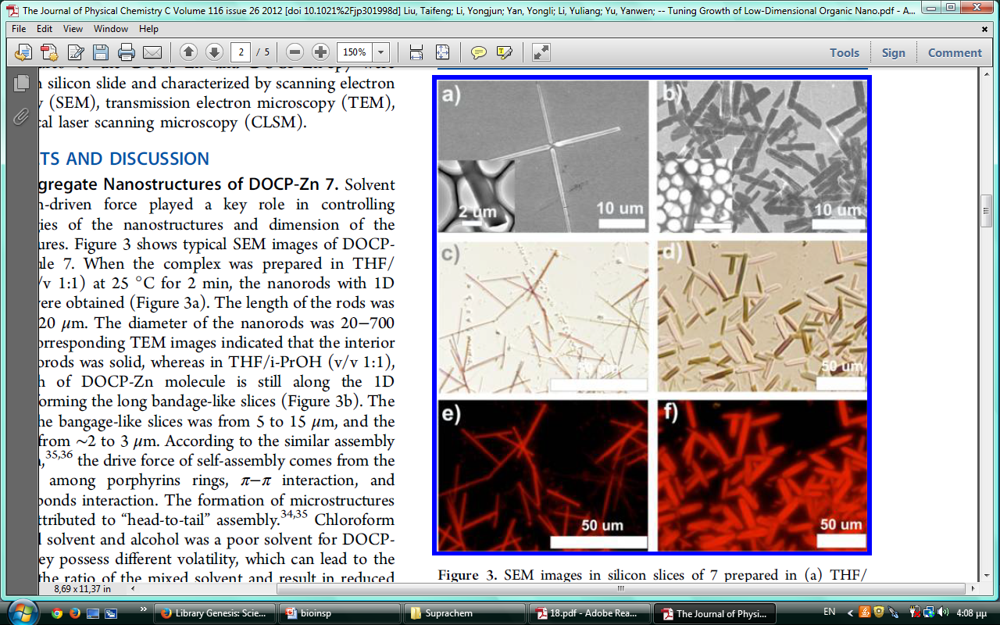 The Journal of Physical Chemistry C Volume 116 issue 26 2012 [doi 10.1021%2Fjp301998d] Liu, Taifeng; Li, Yongjun; Yan, Yongli; Li, Yuliang; Yu, Yanwen; -- Tuning Growth of Low-Dimensional Organic Nano.pdf - A...
File Edit View Window Help
2 / 5 150% Tools Sign Comment
n silicon slide and characterized by scanning electron
y (SEM), transmission electron microscopy (TEM),
cal laser scanning microscopy (CLSM).
TS AND DISCUSSION
gregate Nanostructures of DOCP-Zn 7. Solvent
n-driven force played a key role in controlling
ies of the nanostructures and dimension of the
ures. Figure 3 shows typical SEM images of DOCP-
ule 7. When the complex was prepared in THF/
/v 1:1) at 25 °C for 2 min, the nanorods with 1D
vere obtained (Figure 3a). The length of the rods was
20 μm. The diameter of the nanorods was 20−700
orresponding TEM images indicated that the interior
orods was solid, whereas in THF/i-PrOH (v/v 1:1),
h of DOCP-Zn molecule is still along the 1D
orming the long bandage-like slices (Figure 3b). The
he bangage-like slices was from 5 to 15 μm, and the
from ∼2 to 3 μm. According to the similar assembly
,35,36 the drive force of self-assembly comes from the
among porphyrins rings, π−π interaction, and
bonds interaction. The formation of microstructures
ttributed to “head-to-tail” assembly.34,35 Chloroform
l solvent and alcohol was a poor solvent for DOCP-
ey possess different volatility, which can lead to the
the ratio of the mixed solvent and result in reduced
a) b)
2 um 10 um 10 um
c) d)
50 um 50 um
e) f)
50 um 50 um
Figure 3. SEM images in silicon slices of 7 prepared in (a) THF/
8,69 x 11,37 in
Library Genesis: Scie... bioinsp Suprachem 18.pdf - Adobe Rea... The Journal of Physi... EN 4:08 μμ